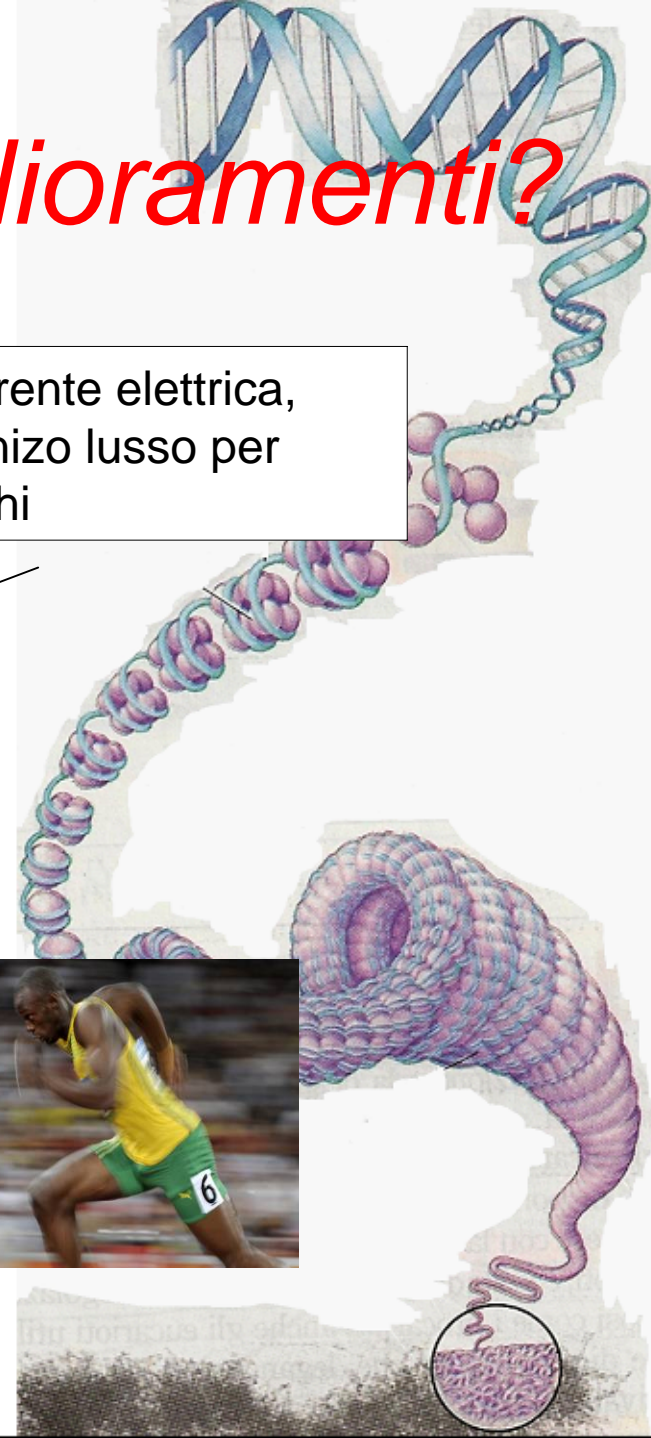 lioramenti?
rente elettrica,
nizo lusso per
hi
6